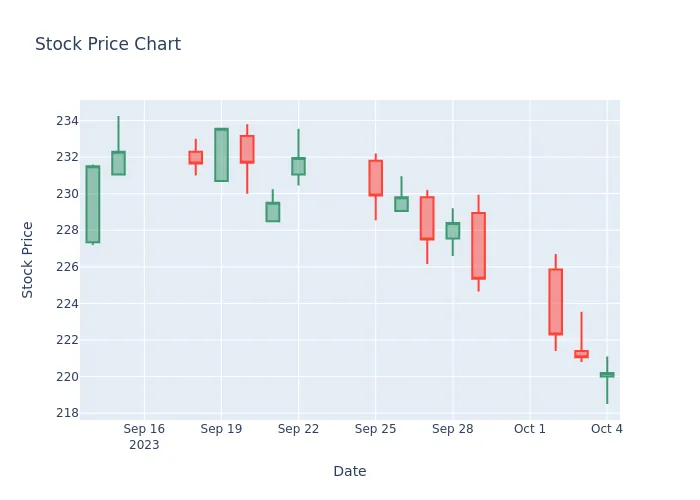 Stock Price Chart
Stock Price
234
232
230
228
226
224
222
220
218
Sep 16
2023
Sep 19
Sep 22
Sep 25
Sep 28
Oct 1
Oct 4
Date